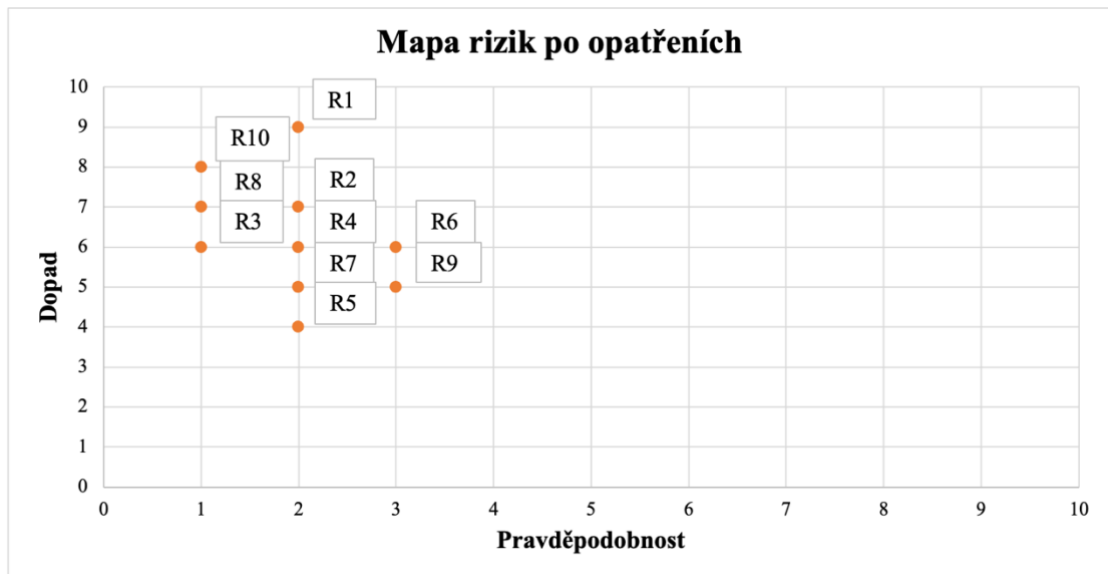 Mapa rizik po opatřeních
10
R1
9
R10
8
R8
R2
7
R3
R4
R6
6
R7
R9
5
R5
4
3
2
1
0
0 1 2 3 4 5 6 7 8 9 10
Dopad
Pravděpodobnost